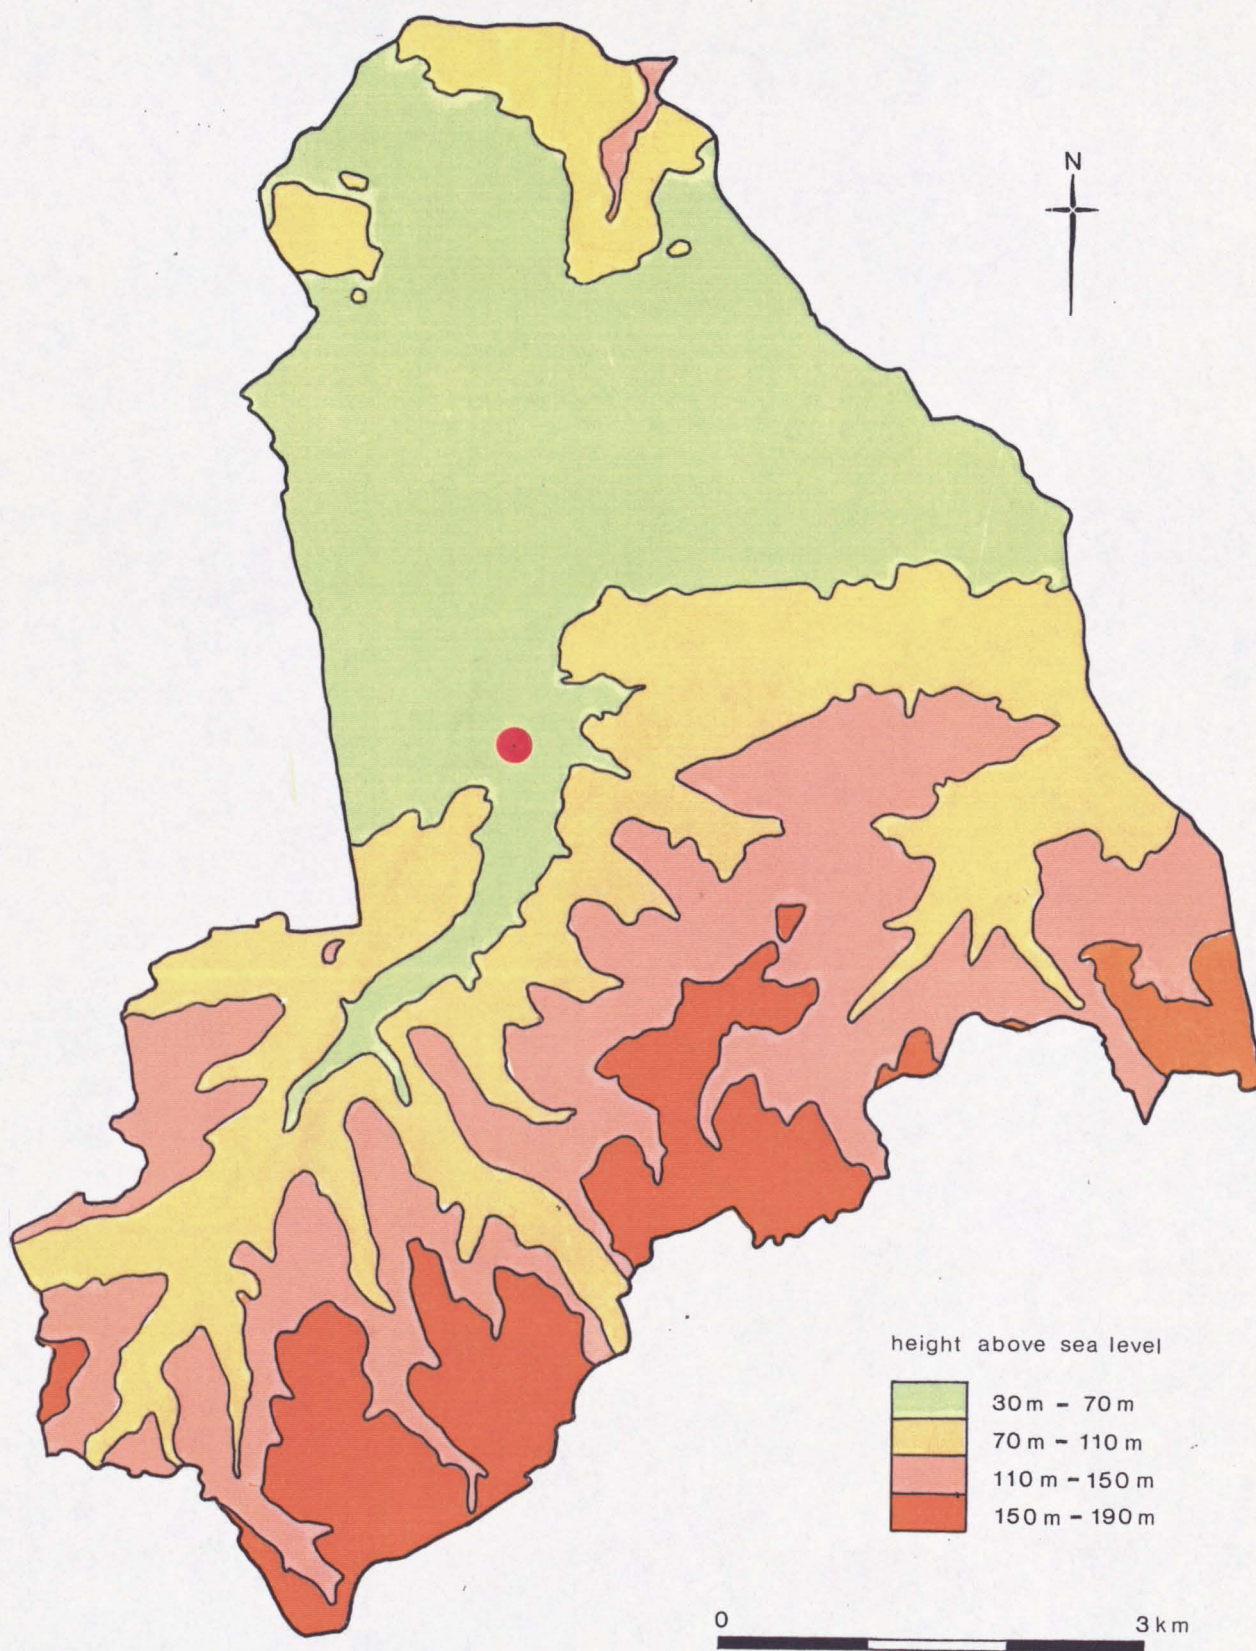 N
height above sea level
30 m – 70 m
70 m – 110 m
110 m – 150 m
150 m – 190 m
0 3 km